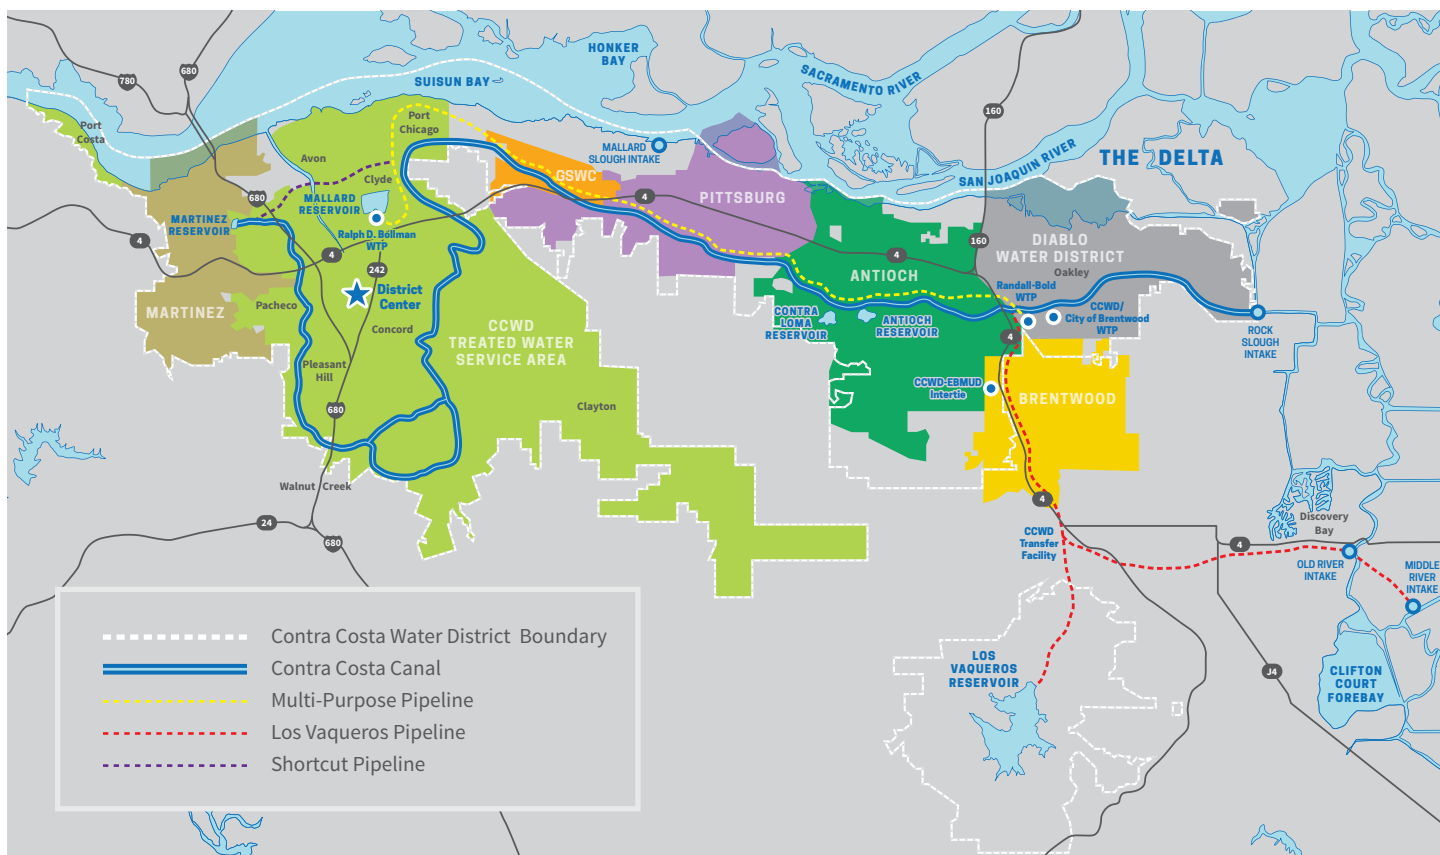 HONKER
BAY
SUISUN BAY
SACRAMENTO RIVER
780
680
160
Port
Costa
Port
Chicago
MALLARD
SLOUGH INTAKE
SAN JOAQUIN RIVER
THE DELTA
Avon
Clyde
GSWC
PITTSBURG
680
MALLARD
RESERVOIR
4
MARTINEZ
RESERVOIR
Ralph D. Bollman
WTP
4
4
4
160
DIABLO
WATER DISTRICT
Oakley
242
ANTIOCH
District
Center
Randall-Bold
WTP
MARTINEZ
Pacheco
Concord
CCWD
TREATED WATER
SERVICE AREA
CONTRA
LOMA
RESERVOIR
ANTIOCH
RESERVOIR
CCWD/
City of Brentwood
WTP
4
ROCK
SLOUGH
INTAKE
Pleasant
Hill
CCWD-EBMUD
Intertie
BRENTWOOD
680
Clayton
Walnut Creek
4
24
680
CCWD
Transfer
Facility
Discovery
Bay
4
OLD RIVER
INTAKE
MIDDLE
RIVER
INTAKE
LOS
VAQUEROS
RESERVOIR
J4
CLIFTON
COURT
FOREBAY
Contra Costa Water District Boundary
Contra Costa Canal
Multi-Purpose Pipeline
Los Vaqueros Pipeline
Shortcut Pipeline